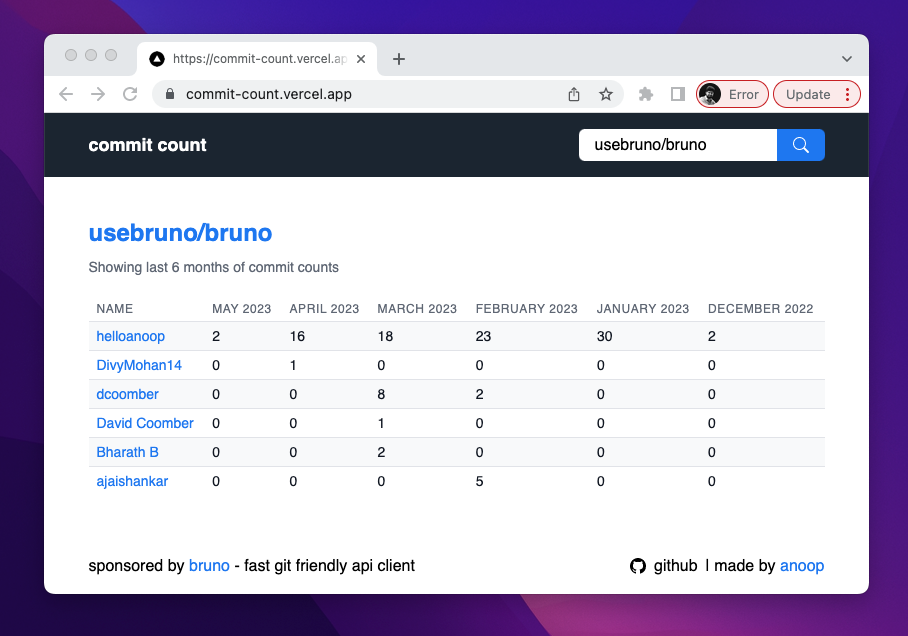 https://commit-count.vercel.ap
commit-count.vercel.app
Error
Update
commit count
usebruno/bruno
usebruno/bruno
Showing last 6 months of commit counts
NAME MAY 2023 APRIL 2023 MARCH 2023 FEBRUARY 2023 JANUARY 2023 DECEMBER 2022
helloanoop 2 16 18 23 30 2
DivyMohan14 0 1 0 0 0 0
dcoomber 0 0 8 2 0 0
David Coomber 0 0 1 0 0 0
Bharath B 0 0 2 0 0 0
ajaishankar 0 0 0 5 0 0
sponsored by bruno - fast git friendly api client github | made by anoop